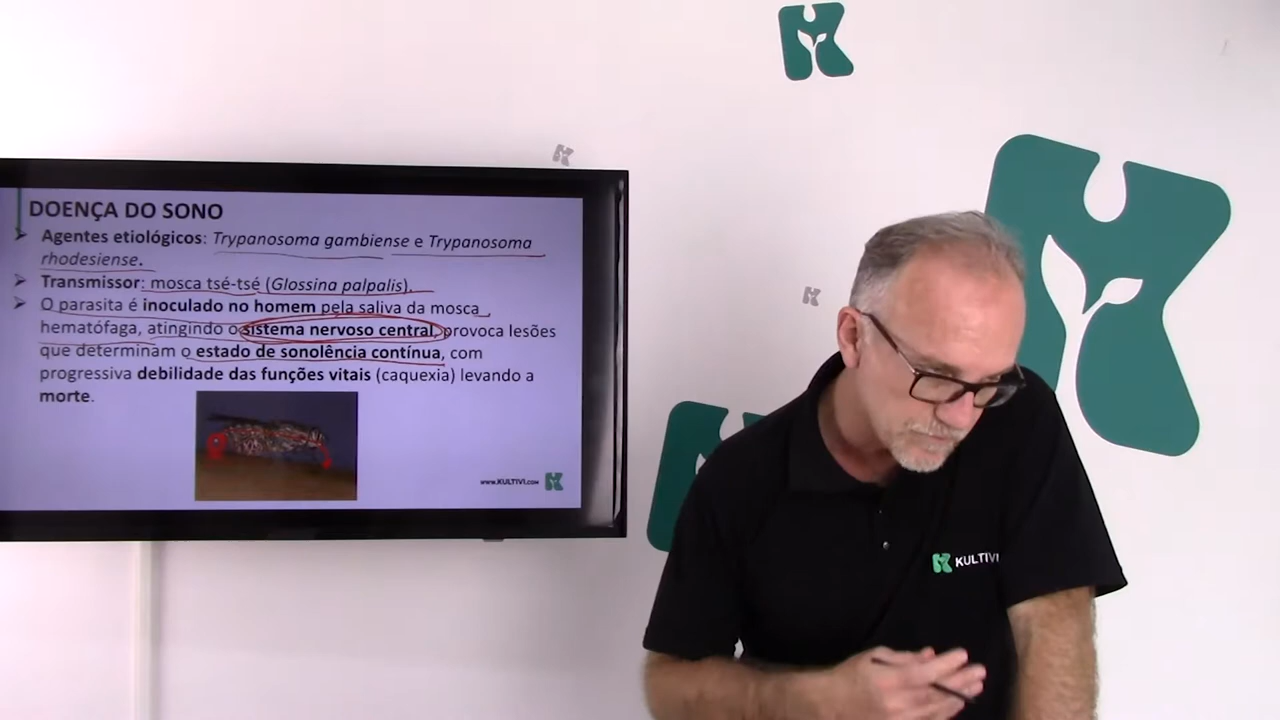 DOENÇA DO SONO
➤ Agentes etiológicos: Trypanosoma gambiense e Trypanosoma
rhodesiense.
➤ Transmissor: mosca tsé-tsé (Glossina palpalis).
➤ O parasita é inoculado no homem pela saliva da mosca
hematófaga, atingindo o sistema nervoso central, provoca lesões
que determinam o estado de sonolência contínua, com
progressiva debilidade das funções vitais (caquexia) levando a
morte.
www.KULTIVI.com
KULTIVI